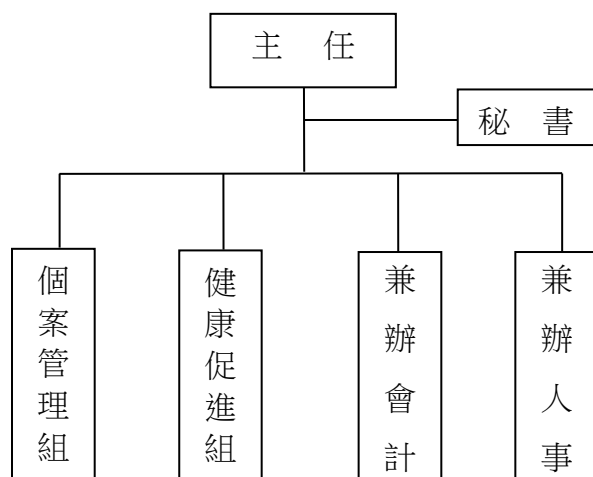 主 任
秘 書
個案管理組
健康促進組
兼辦會計
兼辦人事